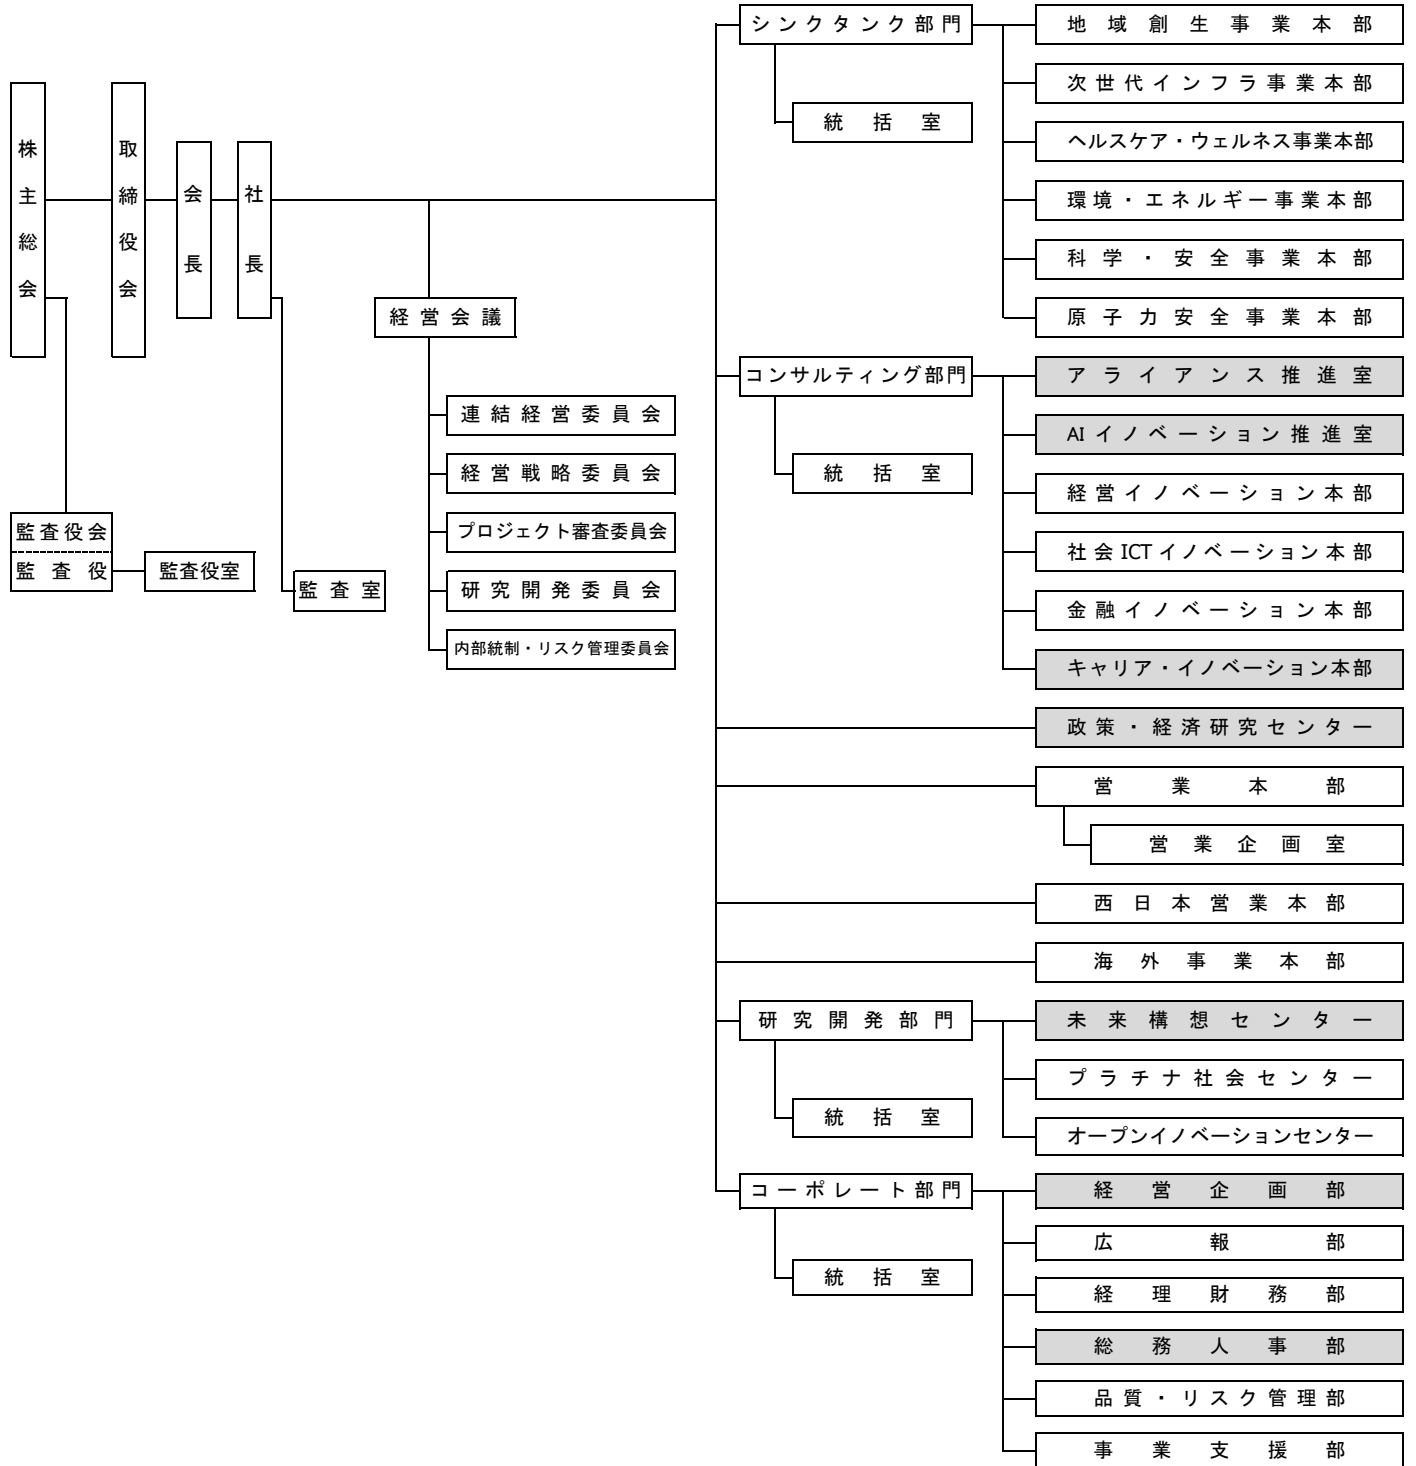 株主総会
取締役会
会長
社長
監査役会
監査役
監査役室
監査室
経営会議
連結経営委員会
経営戦略委員会
プロジェクト審査委員会
研究開発委員会
内部統制・リスク管理委員会
シンクタンク部門
統括室
地域創生事業本部
次世代インフラ事業本部
ヘルスケア・ウェルネス事業本部
環境・エネルギー事業本部
科学・安全事業本部
原子力安全事業本部
コンサルティング部門
統括室
アライアンス推進室
AIイノベーション推進室
経営イノベーション本部
社会ICTイノベーション本部
金融イノベーション本部
キャリア・イノベーション本部
政策・経済研究センター
営業本部
営業企画室
西日本営業本部
海外事業本部
研究開発部門
統括室
未来構想センター
プラチナ社会センター
オープンイノベーションセンター
コーポレート部門
統括室
経営企画部
広報部
経理財務部
総務人事部
品質・リスク管理部
事業支援部